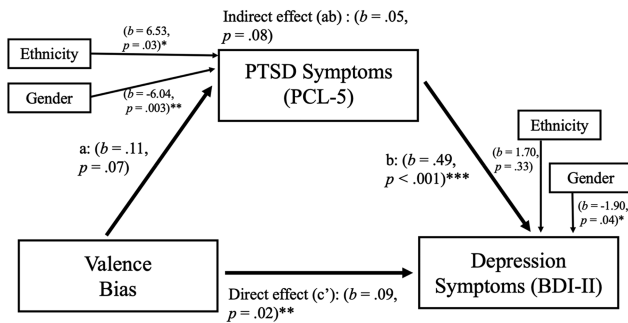 Indirect effect (ab) : (b = .05,
p = .08)
(b = 6.53,
p = .03)*
Ethnicity
PTSD Symptoms
(PCL-5)
Gender
(b = -6.04,
p = .003)**
Ethnicity
a: (b = .11,
p = .07)
b: (b = .49,
p < .001)***
(b = 1.70,
p = .33)
Gender
(b = -1.90,
p = .04)*
Valence
Bias
Depression
Symptoms (BDI-II)
Direct effect (c’): (b = .09,
p = .02)**